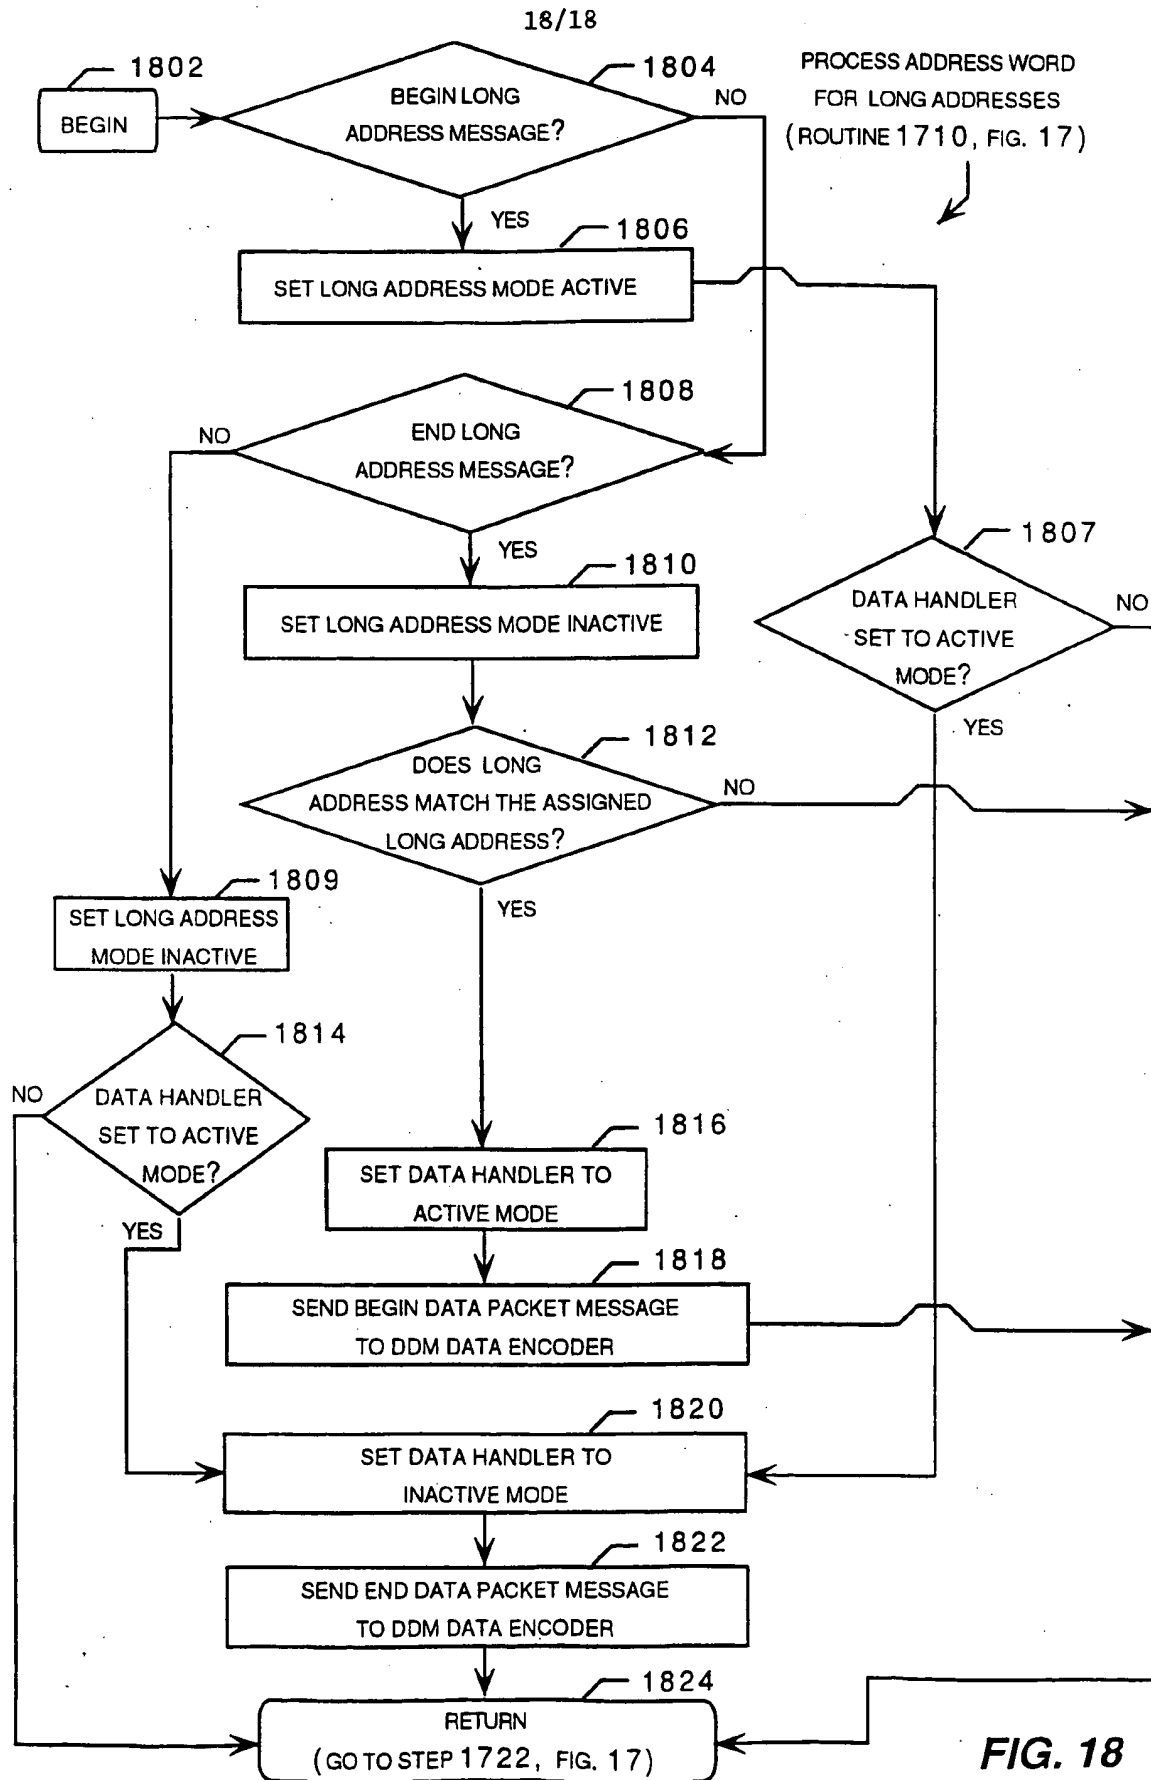 18/18
PROCESS ADDRESS WORD
FOR LONG ADDRESSES
(ROUTINE 1710, FIG. 17)
1802
BEGIN
1804
BEGIN LONG
ADDRESS MESSAGE?
NO
YES
1806
SET LONG ADDRESS MODE ACTIVE
1808
END LONG
ADDRESS MESSAGE?
NO
YES
1807
DATA HANDLER
SET TO ACTIVE
MODE?
NO
YES
1810
SET LONG ADDRESS MODE INACTIVE
1812
DOES LONG
ADDRESS MATCH THE ASSIGNED
LONG ADDRESS?
NO
YES
1809
SET LONG ADDRESS
MODE INACTIVE
1814
DATA HANDLER
SET TO ACTIVE
MODE?
NO
YES
1816
SET DATA HANDLER TO
ACTIVE MODE
1818
SEND BEGIN DATA PACKET MESSAGE
TO DDM DATA ENCODER
1820
SET DATA HANDLER TO
INACTIVE MODE
1822
SEND END DATA PACKET MESSAGE
TO DDM DATA ENCODER
1824
RETURN
(GO TO STEP 1722, FIG. 17)
FIG. 18